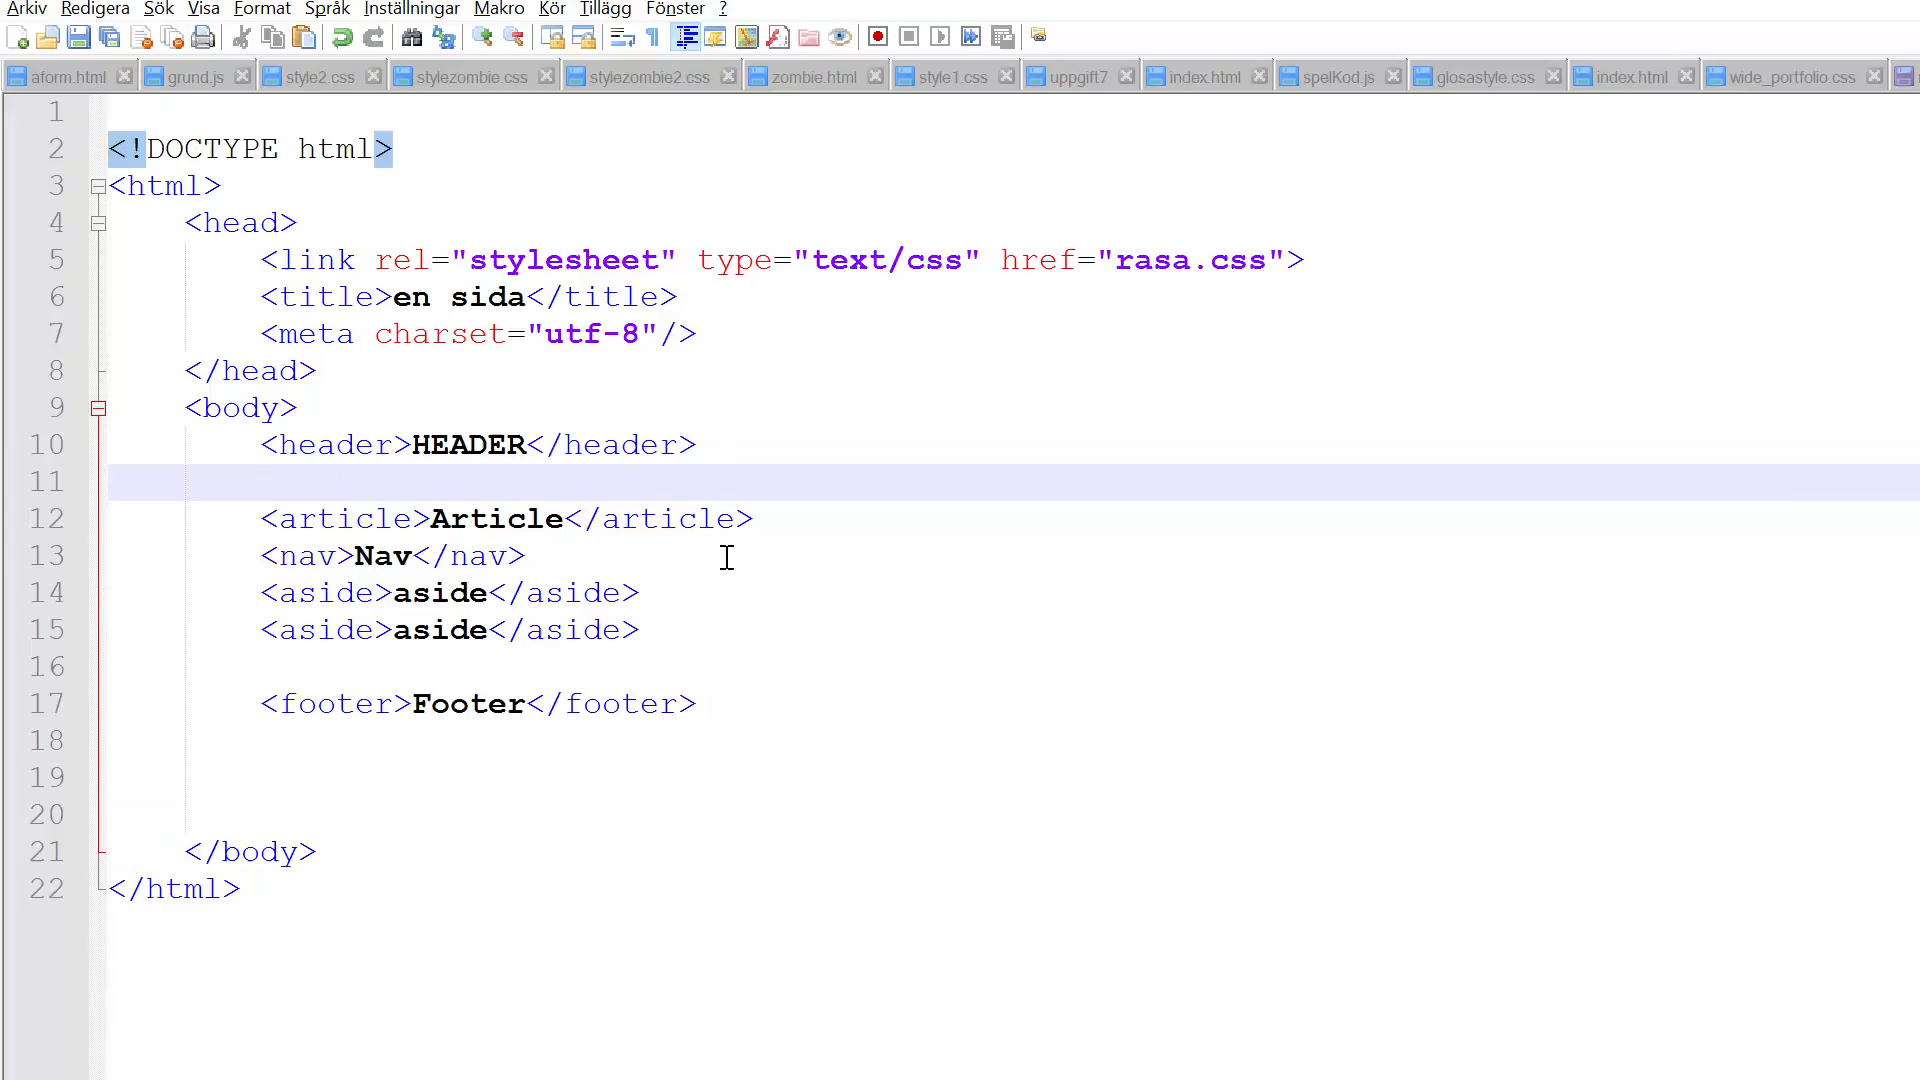 Arkiv Redigera Sök Visa Format Språk Inställningar Makro Kör Tillägg Fönster ?
aform.html grund.js style2.css stylezombie.css stylezombie2.css zombie.html style1.css uppgift7 index.html spelKod.js glosastyle.css index.html wide_portfolio.css
1
2 <!DOCTYPE html>
3 <html>
4 <head>
5 <link rel="stylesheet" type="text/css" href="rasa.css">
6 <title>en sida</title>
7 <meta charset="utf-8"/>
8 </head>
9 <body>
10 <header>HEADER</header>
11
12 <article>Article</article>
13 <nav>Nav</nav>
14 <aside>aside</aside>
15 <aside>aside</aside>
16
17 <footer>Footer</footer>
18
19
20
21 </body>
22 </html>